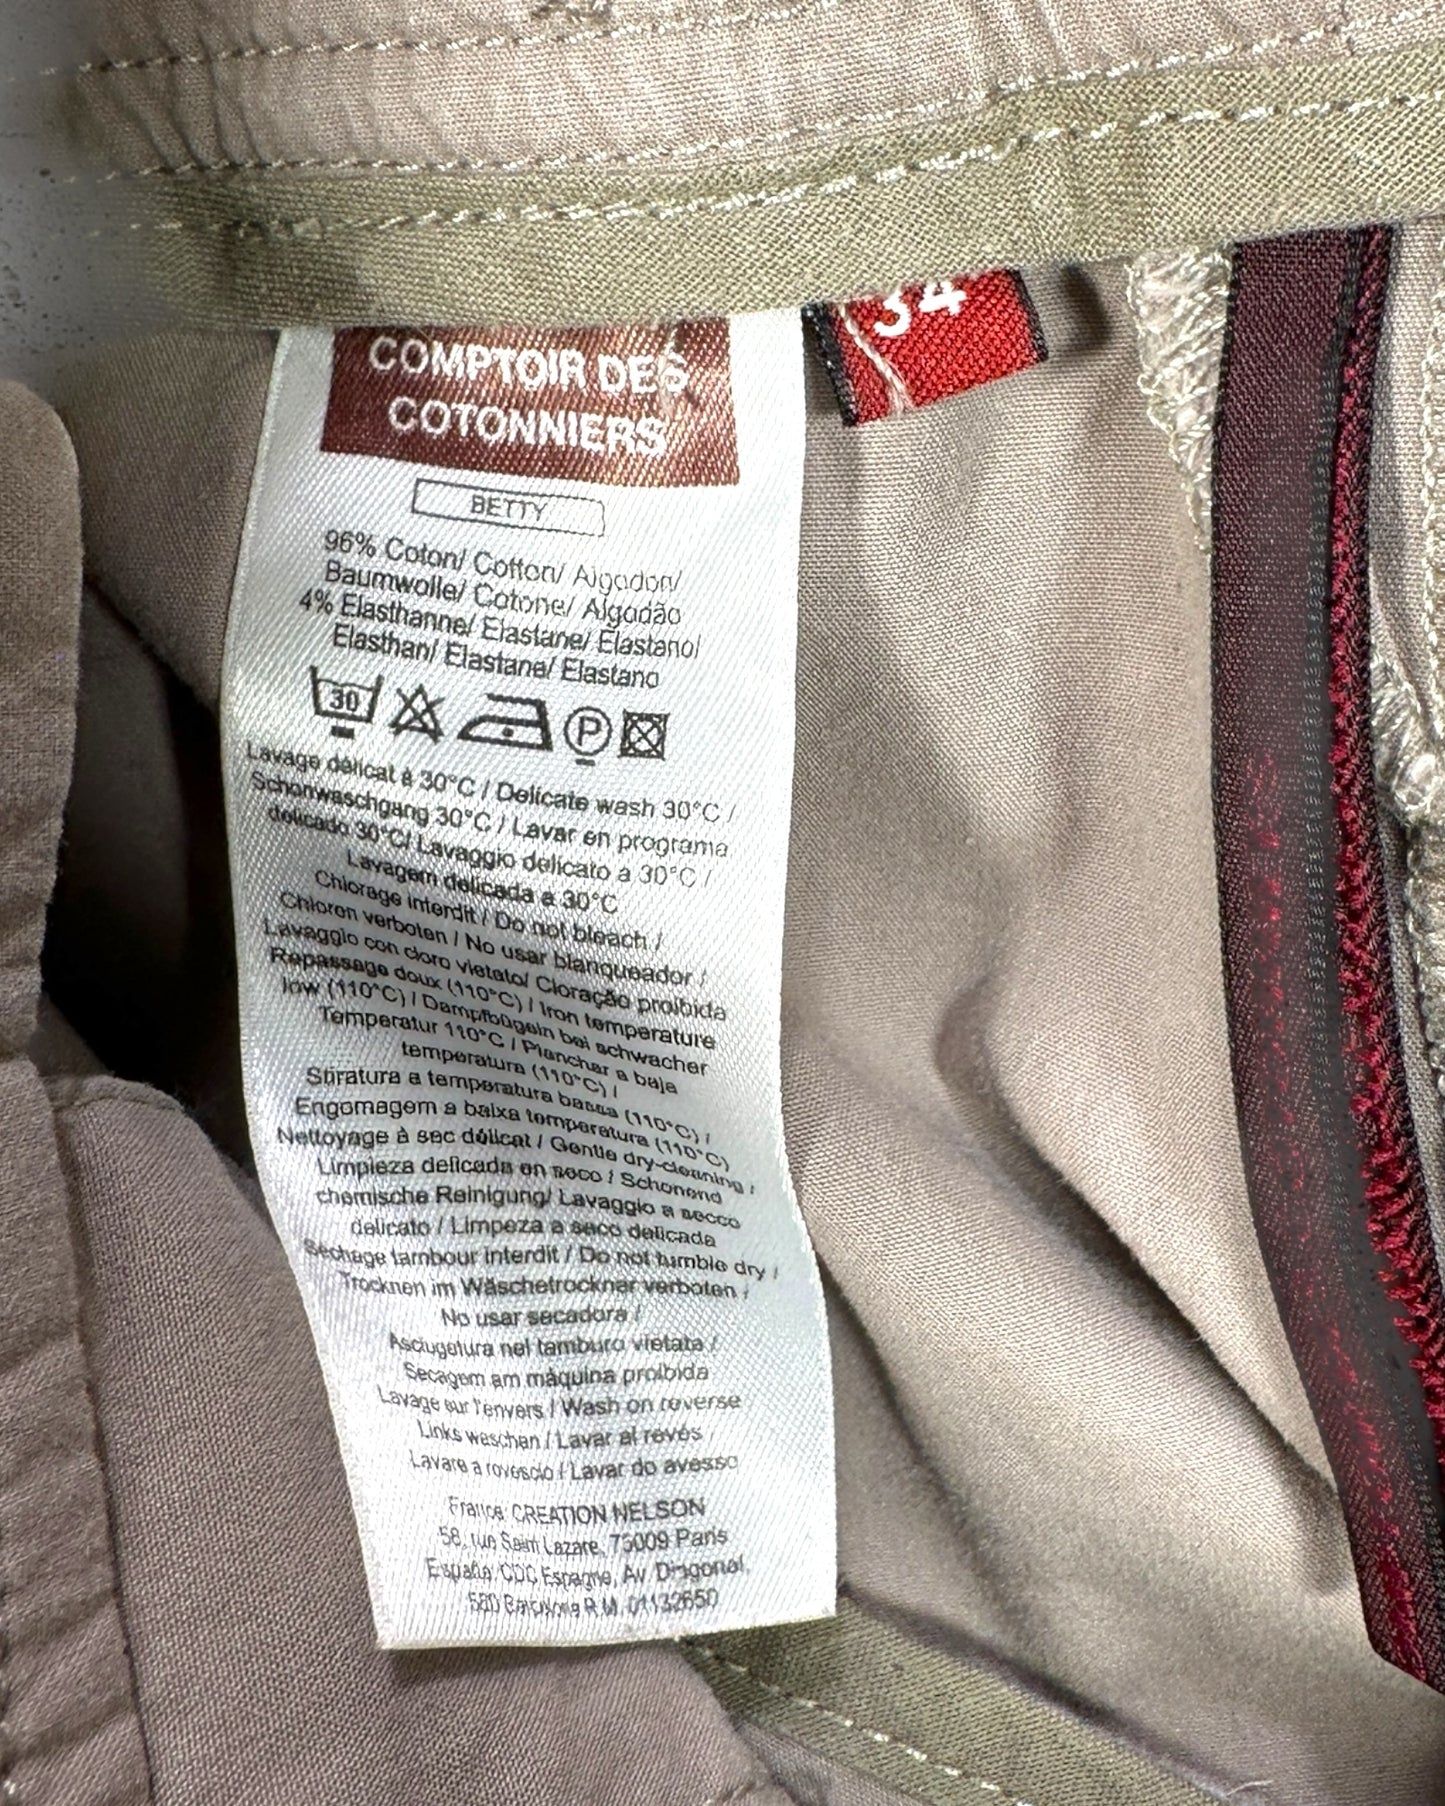 34
COMPTOIR DES
COTONNIERS
BETTY
96% Coton/ Cotton/ Algodon/
Baumwolle/ Cotone/ Algodão
4% Elasthanne/ Elastane/ Elastano/
Elasthan/ Elastane/ Elastano
30 P
Lavage délicat à 30°C / Delicate wash 30°C /
Schonwaschgang 30°C / Lavar en programa
delicado 30°C/ Lavaggio delicato a 30°C /
Lavagem delicada a 30°C
Chlorage interdit / Do not bleach /
Chloren verboten / No usar blanqueador /
Lavaggio con cloro vietato/ Cloração proibida
Repassage doux (110°C) / Iron temperature
low (110°C) / Dampfbügeln bei schwacher
Temperatur 110°C / Planchar a baja
temperatura (110°C) /
Stiratura a temperatura bassa (110°C) /
Engomagem a baixa temperatura (110°C)
Nettoyage à sec délicat / Gentle dry-cleaning /
Limpieza delicada en seco / Schonend
chemische Reinigung/ Lavaggio a secco
delicato / Limpeza a seco delicada
Séchage tambour interdit / Do not tumble dry /
Trocknen im Wäschetrockner verboten /
No usar secadora /
Asciugatura nel tamburo vietata /
Secagem am máquina proibida
Lavage sur l'envers / Wash on reverse
Links waschen / Lavar al revés /
Lavare a rovescio / Lavar do avesso
France: CREATION NELSON
58, rue Saint Lazare, 75009 Paris
España: CDC Espagne, Av. Diagonal,
580 Barcelona R.M. 01132650